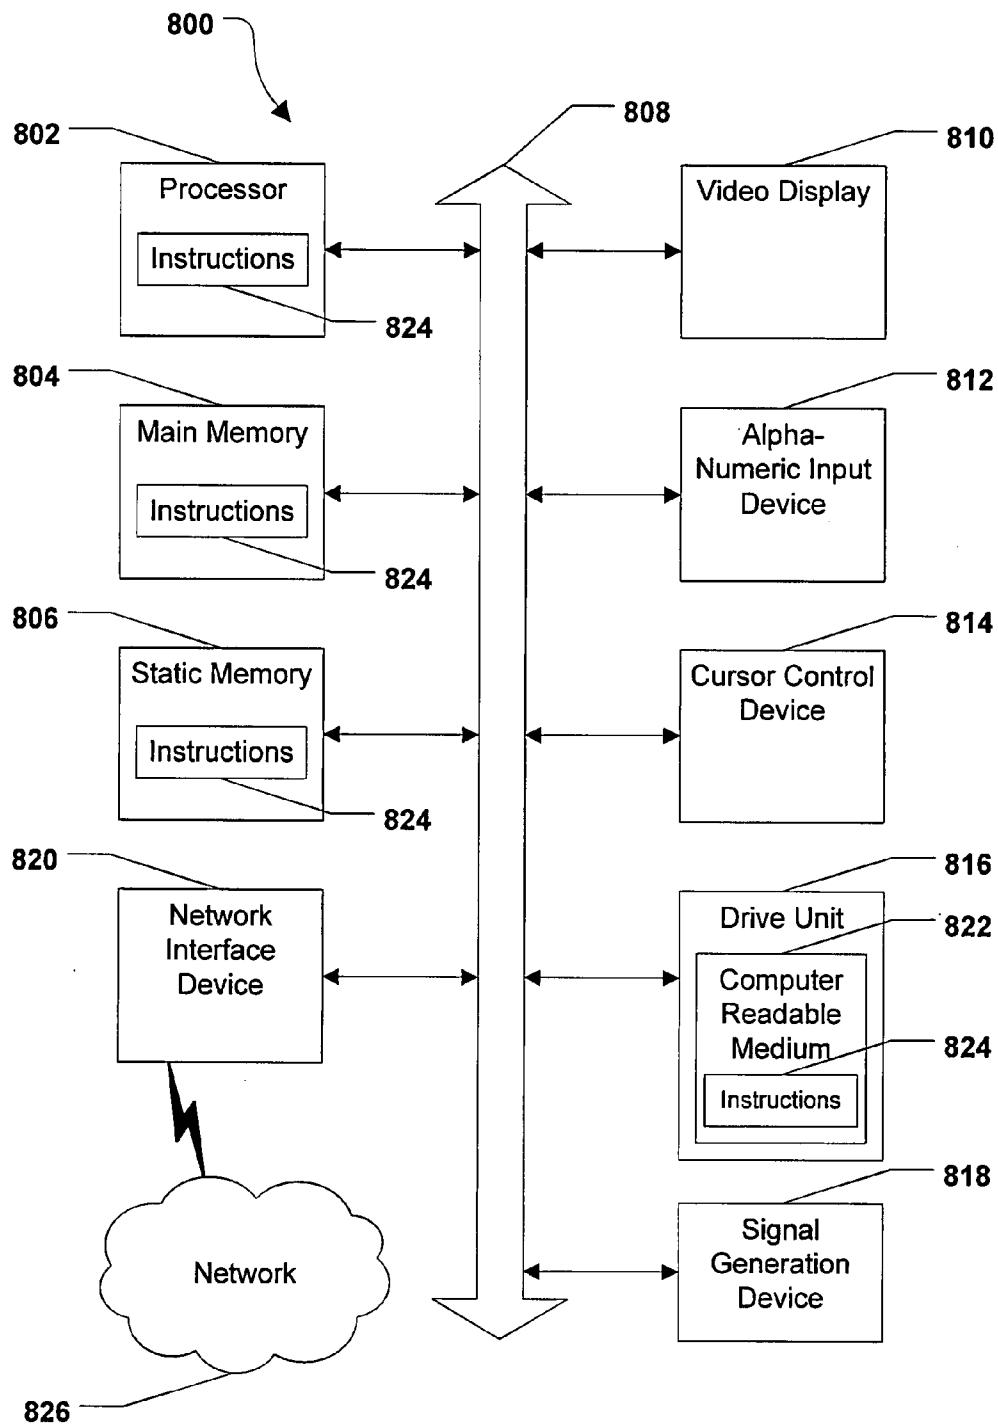 800
802
Processor
Instructions
824
804
Main Memory
Instructions
824
806
Static Memory
Instructions
824
820
Network
Interface
Device
Network
826
808
810
Video Display
812
Alpha-
Numeric Input
Device
814
Cursor Control
Device
816
Drive Unit
822
Computer
Readable
Medium
824
Instructions
818
Signal
Generation
Device